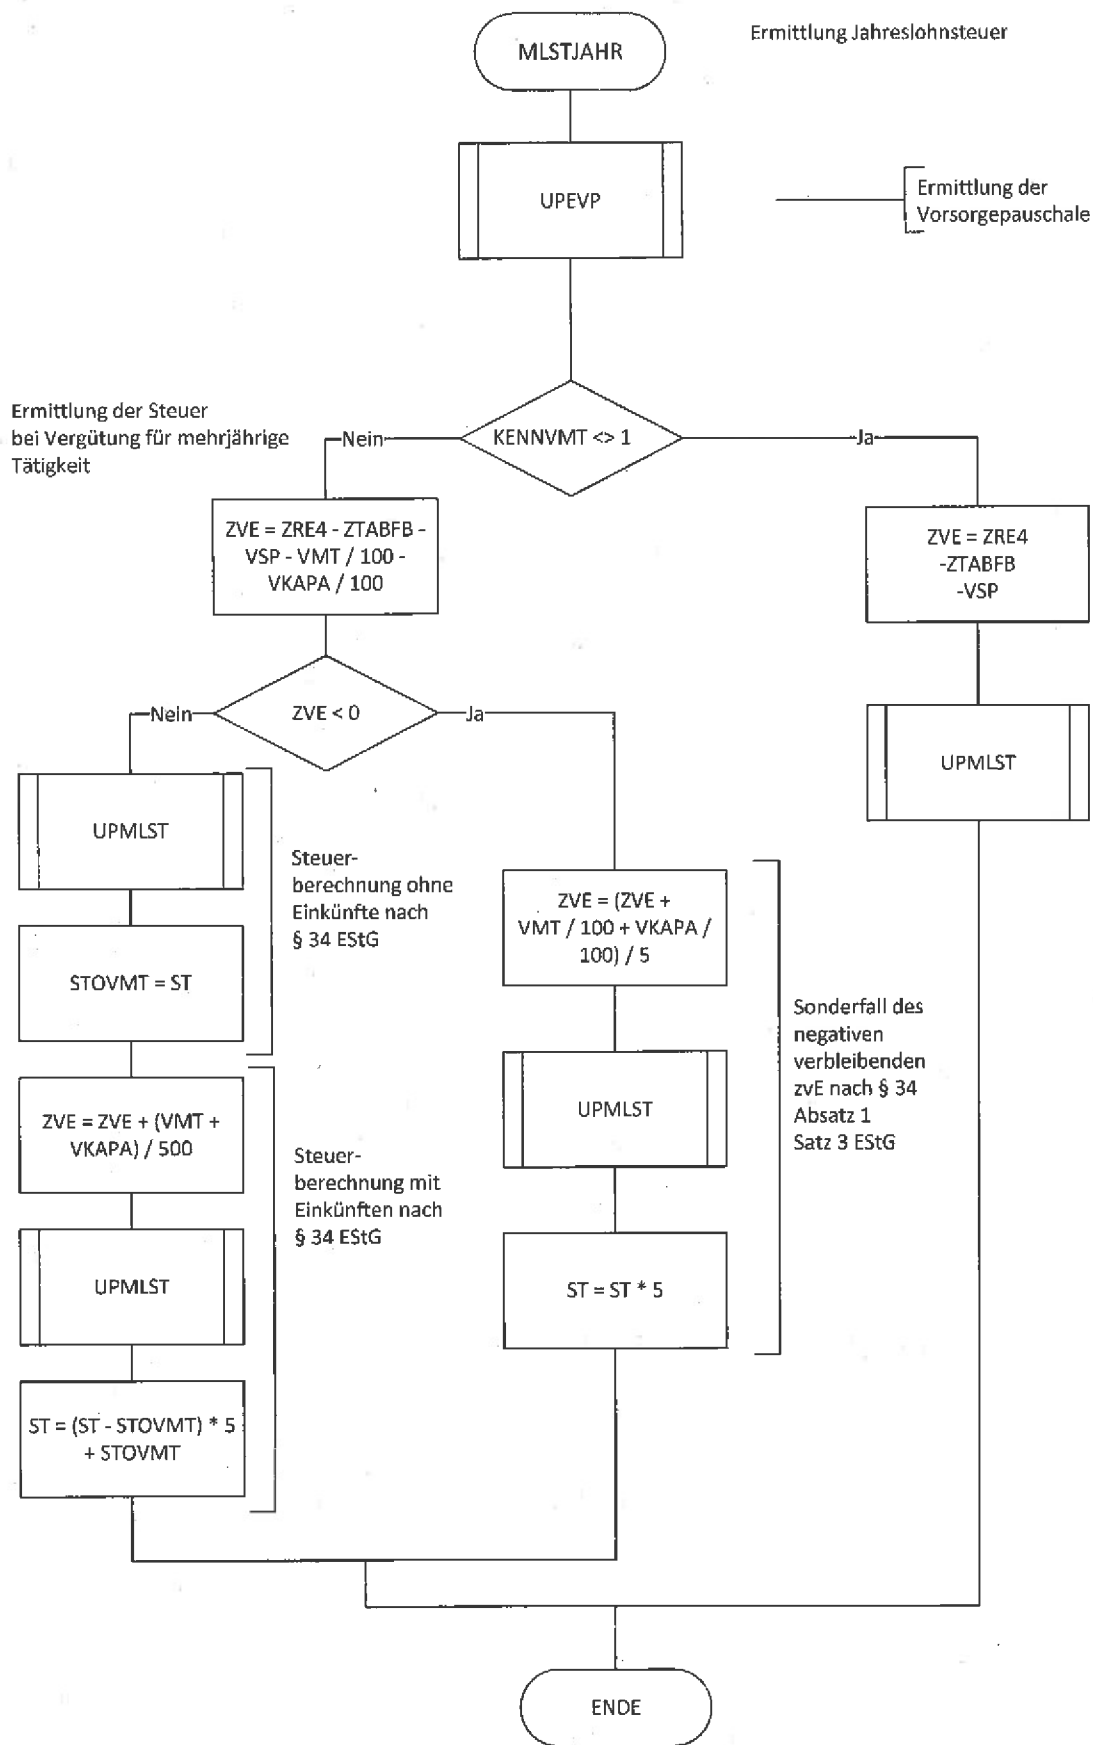 MLSTJAHR
Ermittlung Jahreslohnsteuer
UPEVP
Ermittlung der
Vorsorgepauschale
Ermittlung der Steuer
bei Vergütung für mehrjährige
Tätigkeit
Nein
KENNVMT <> 1
Ja
ZVE = ZRE4 - ZTABFB -
VSP - VMT / 100 -
VKAPA / 100
ZVE = ZRE4
-ZTABFB
-VSP
Nein
ZVE < 0
Ja
UPMLST
UPMLST
Steuer-
berechnung ohne
Einkünfte nach
§ 34 EStG
STOVMT = ST
ZVE = (ZVE +
VMT / 100 + VKAPA /
100) / 5
UPMLST
Sonderfall des
negativen
verbleibenden
zvE nach § 34
Absatz 1
Satz 3 EStG
ZVE = ZVE + (VMT +
VKAPA) / 500
Steuer-
berechnung mit
Einkünften nach
§ 34 EStG
UPMLST
ST = ST * 5
ST = (ST - STOVMT) * 5
+ STOVMT
ENDE